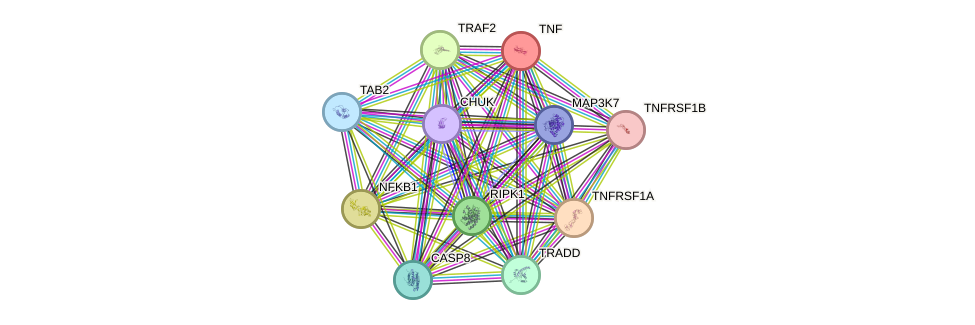 TRAF2
TNF
TAB2
CHUK
MAP3K7
TNFRSF1B
NFKB1
RIPK1
TNFRSF1A
CASP8
TRADD